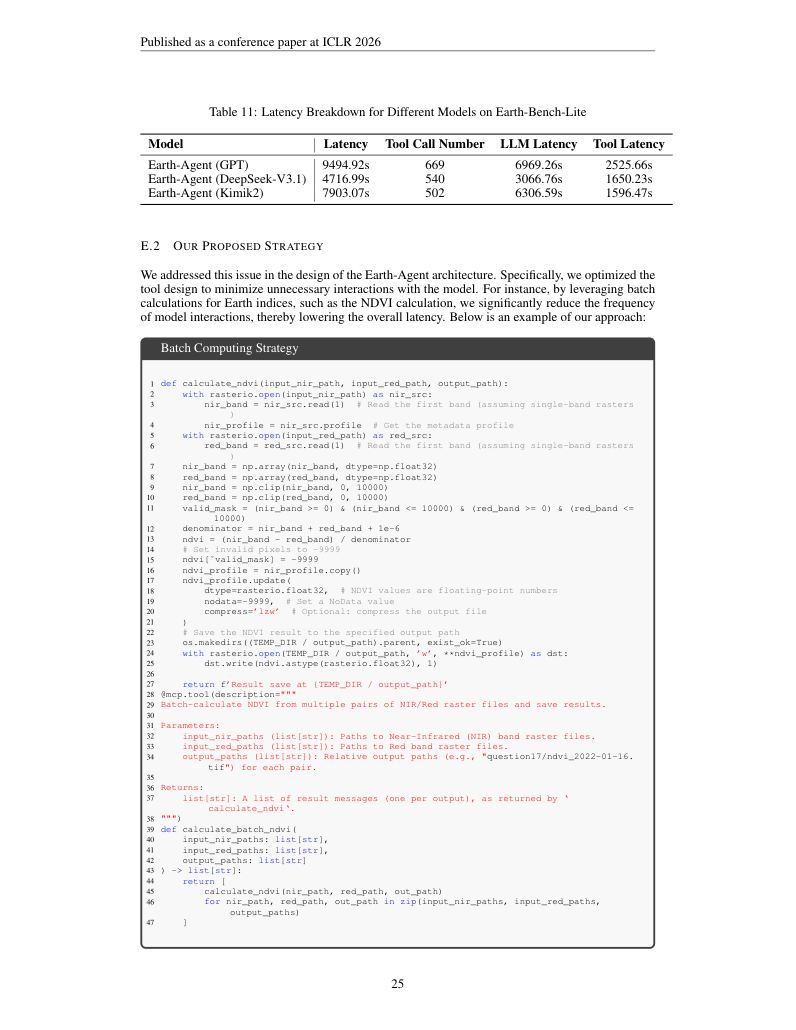 Published as a conference paper at ICLR 2026
Table 11: Latency Breakdown for Different Models on Earth-Bench-Lite
Model Latency Tool Call Number LLM Latency Tool Latency
Earth-Agent (GPT) 9494.92s 669 6969.26s 2525.66s
Earth-Agent (DeepSeek-V3.1) 4716.99s 540 3066.76s 1650.23s
Earth-Agent (Kimik2) 7903.07s 502 6306.59s 1596.47s
E.2 OUR PROPOSED STRATEGY
We addressed this issue in the design of the Earth-Agent architecture. Specifically, we optimized the
tool design to minimize unnecessary interactions with the model. For instance, by leveraging batch
calculations for Earth indices, such as the NDVI calculation, we significantly reduce the frequency
of model interactions, thereby lowering the overall latency. Below is an example of our approach:
Batch Computing Strategy
1 def calculate_ndvi(input_nir_path, input_red_path, output_path):
2     with rasterio.open(input_nir_path) as nir_src:
3         nir_band = nir_src.read(1)  # Read the first band (assuming single-band rasters
)
4         nir_profile = nir_src.profile  # Get the metadata profile
5     with rasterio.open(input_red_path) as red_src:
6         red_band = red_src.read(1)  # Read the first band (assuming single-band rasters
)
7     nir_band = np.array(nir_band, dtype=np.float32)
8     red_band = np.array(red_band, dtype=np.float32)
9     nir_band = np.clip(nir_band, 0, 10000)
10     red_band = np.clip(red_band, 0, 10000)
11     valid_mask = (nir_band >= 0) & (nir_band <= 10000) & (red_band >= 0) & (red_band <=
10000)
12     denominator = nir_band + red_band + 1e-6
13     ndvi = (nir_band - red_band) / denominator
14     # Set invalid pixels to -9999
15     ndvi[~valid_mask] = -9999
16     ndvi_profile = nir_profile.copy()
17     ndvi_profile.update(
18         dtype=rasterio.float32,  # NDVI values are floating-point numbers
19         nodata=-9999,  # Set a NoData value
20         compress='lzw'  # Optional: compress the output file
21     )
22     # Save the NDVI result to the specified output path
23     os.makedirs((TEMP_DIR / output_path).parent, exist_ok=True)
24     with rasterio.open(TEMP_DIR / output_path, 'w', **ndvi_profile) as dst:
25         dst.write(ndvi.astype(rasterio.float32), 1)
26
27     return f'Result save at {TEMP_DIR / output_path}'
28 @mcp.tool(description="""
29 Batch-calculate NDVI from multiple pairs of NIR/Red raster files and save results.
30
31 Parameters:
32     input_nir_paths (list[str]): Paths to Near-Infrared (NIR) band raster files.
33     input_red_paths (list[str]): Paths to Red band raster files.
34     output_paths (list[str]): Relative output paths (e.g., "question17/ndvi_2022-01-16.
tif") for each pair.
35
36 Returns:
37     list[str]: A list of result messages (one per output), as returned by `
calculate_ndvi`.
38 """)
39 def calculate_batch_ndvi(
40     input_nir_paths: list[str],
41     input_red_paths: list[str],
42     output_paths: list[str]
43 ) -> list[str]:
44     return [
45         calculate_ndvi(nir_path, red_path, out_path)
46         for nir_path, red_path, out_path in zip(input_nir_paths, input_red_paths,
output_paths)
47     ]
25